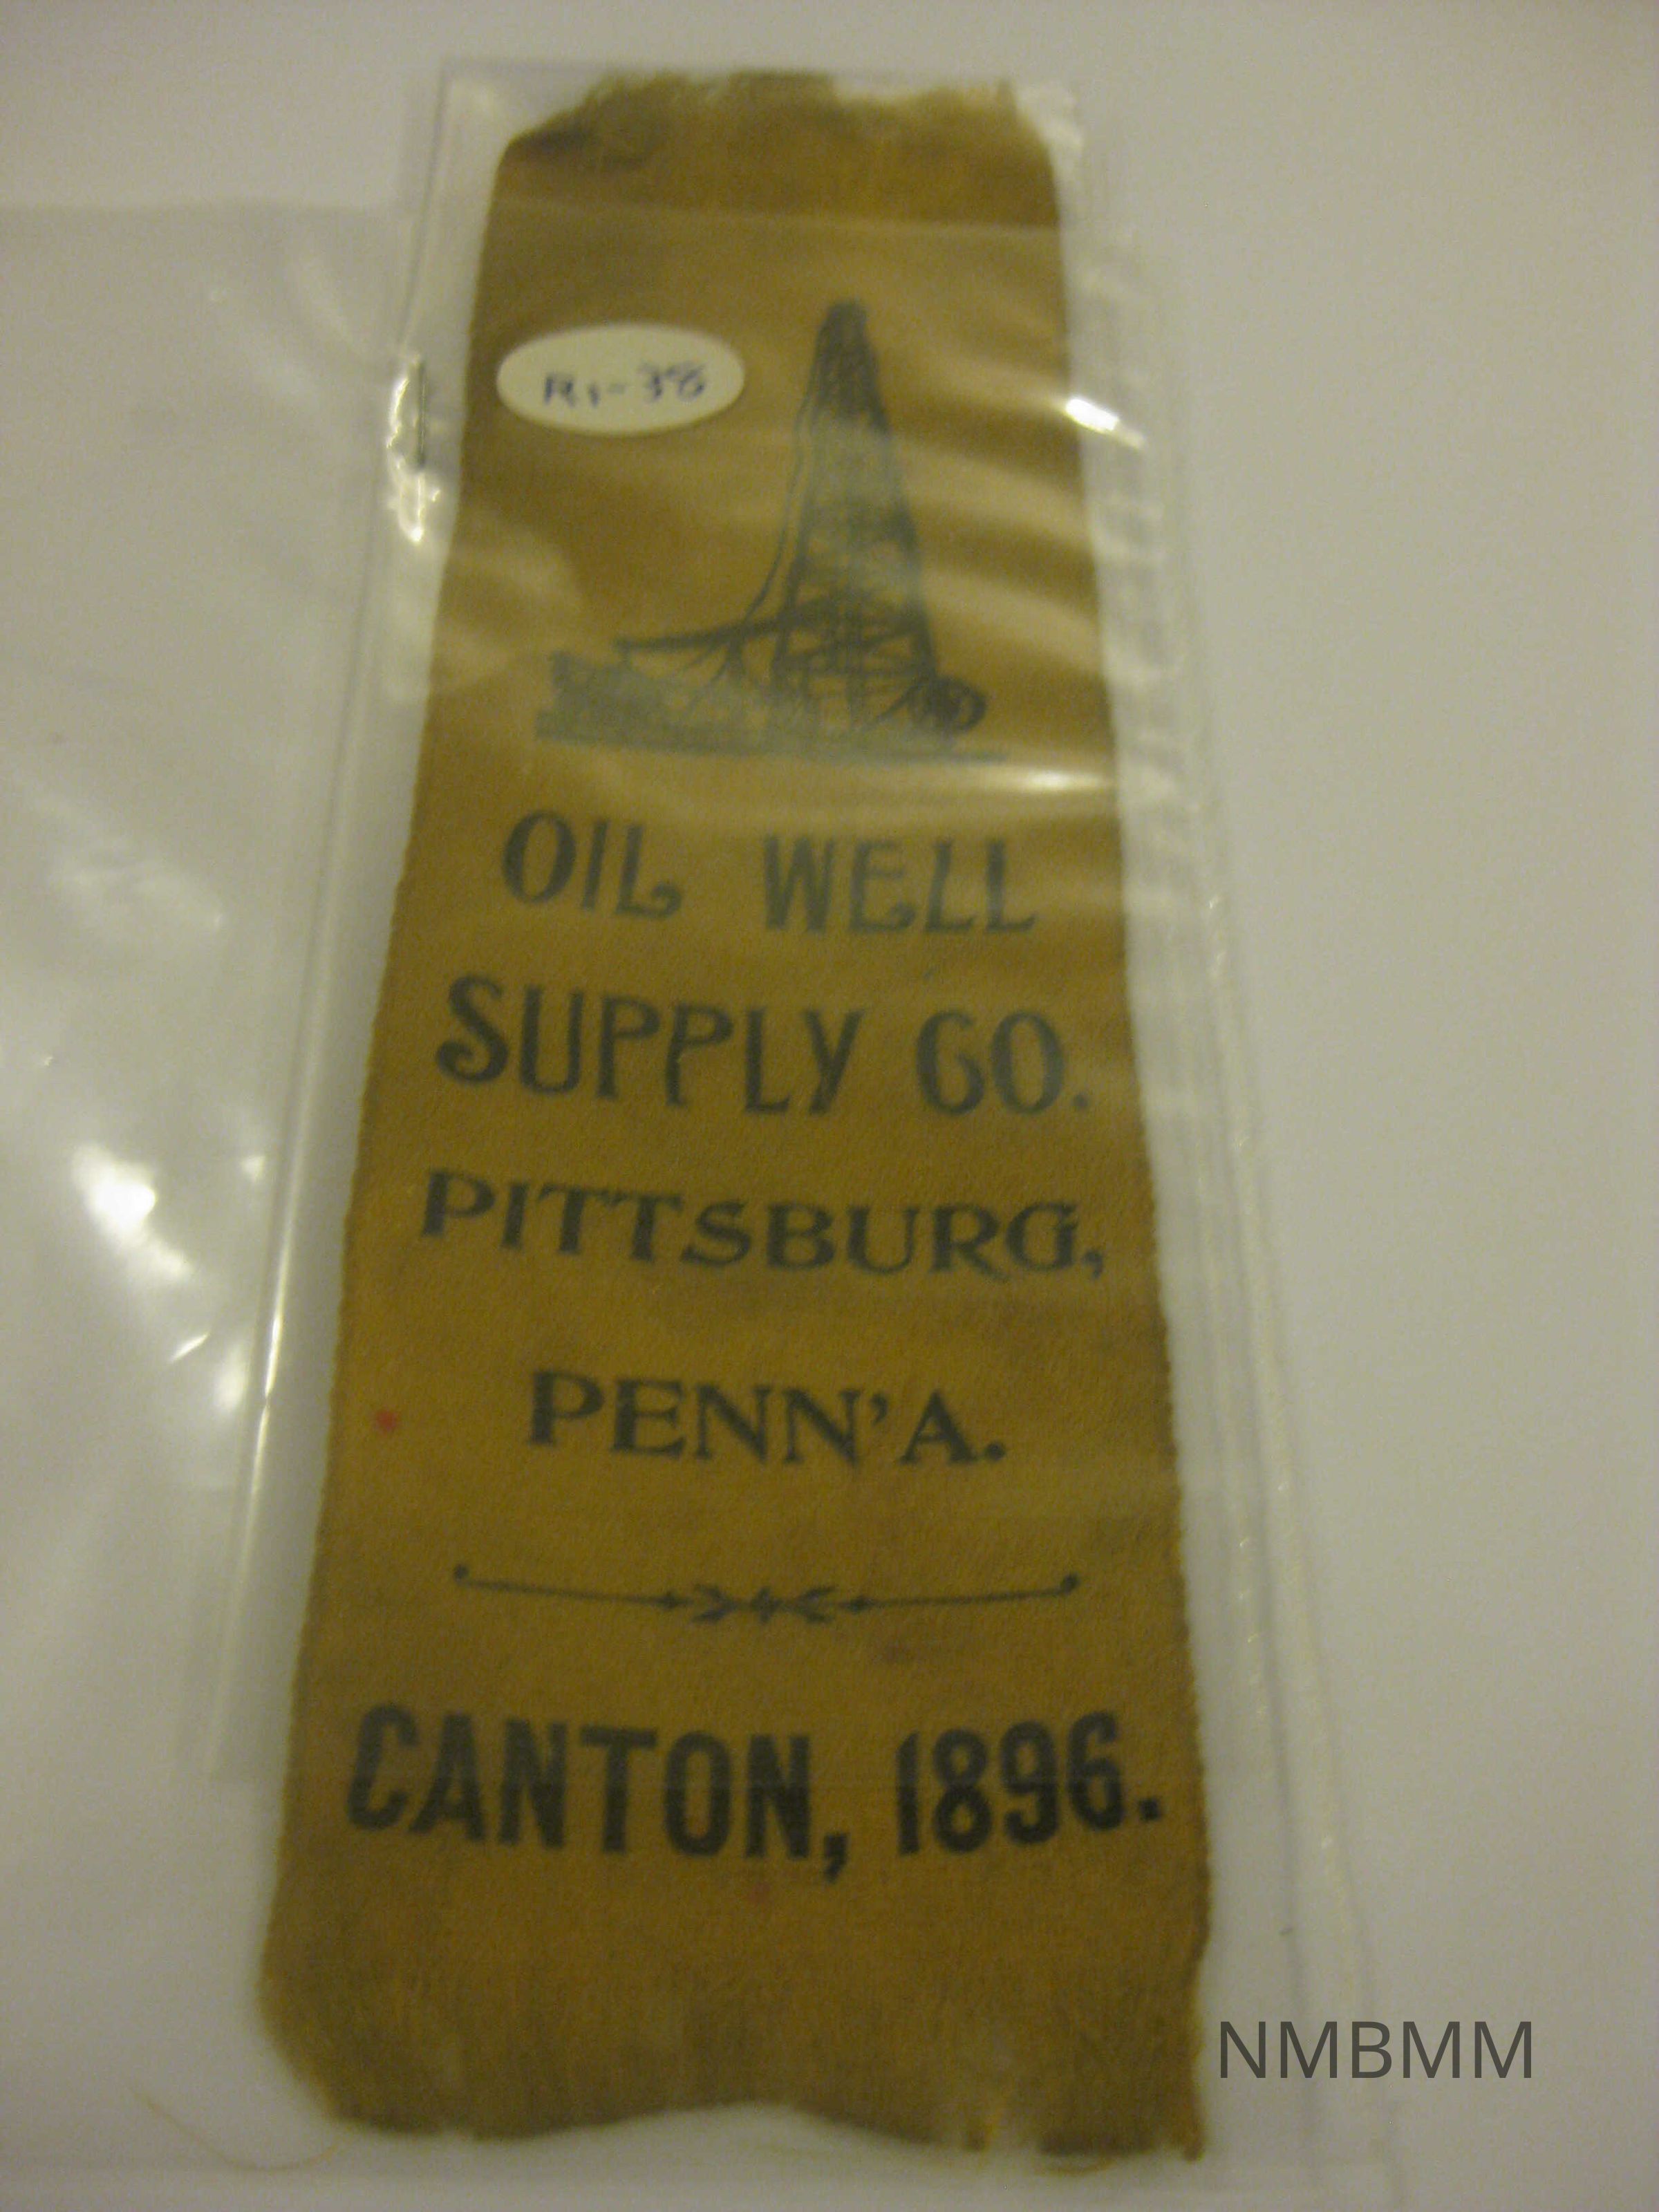 R1-38
OIL WELL
SUPPLY CO.
PITTSBURG,
PENN'A.
CANTON, 1896.
NMBMM